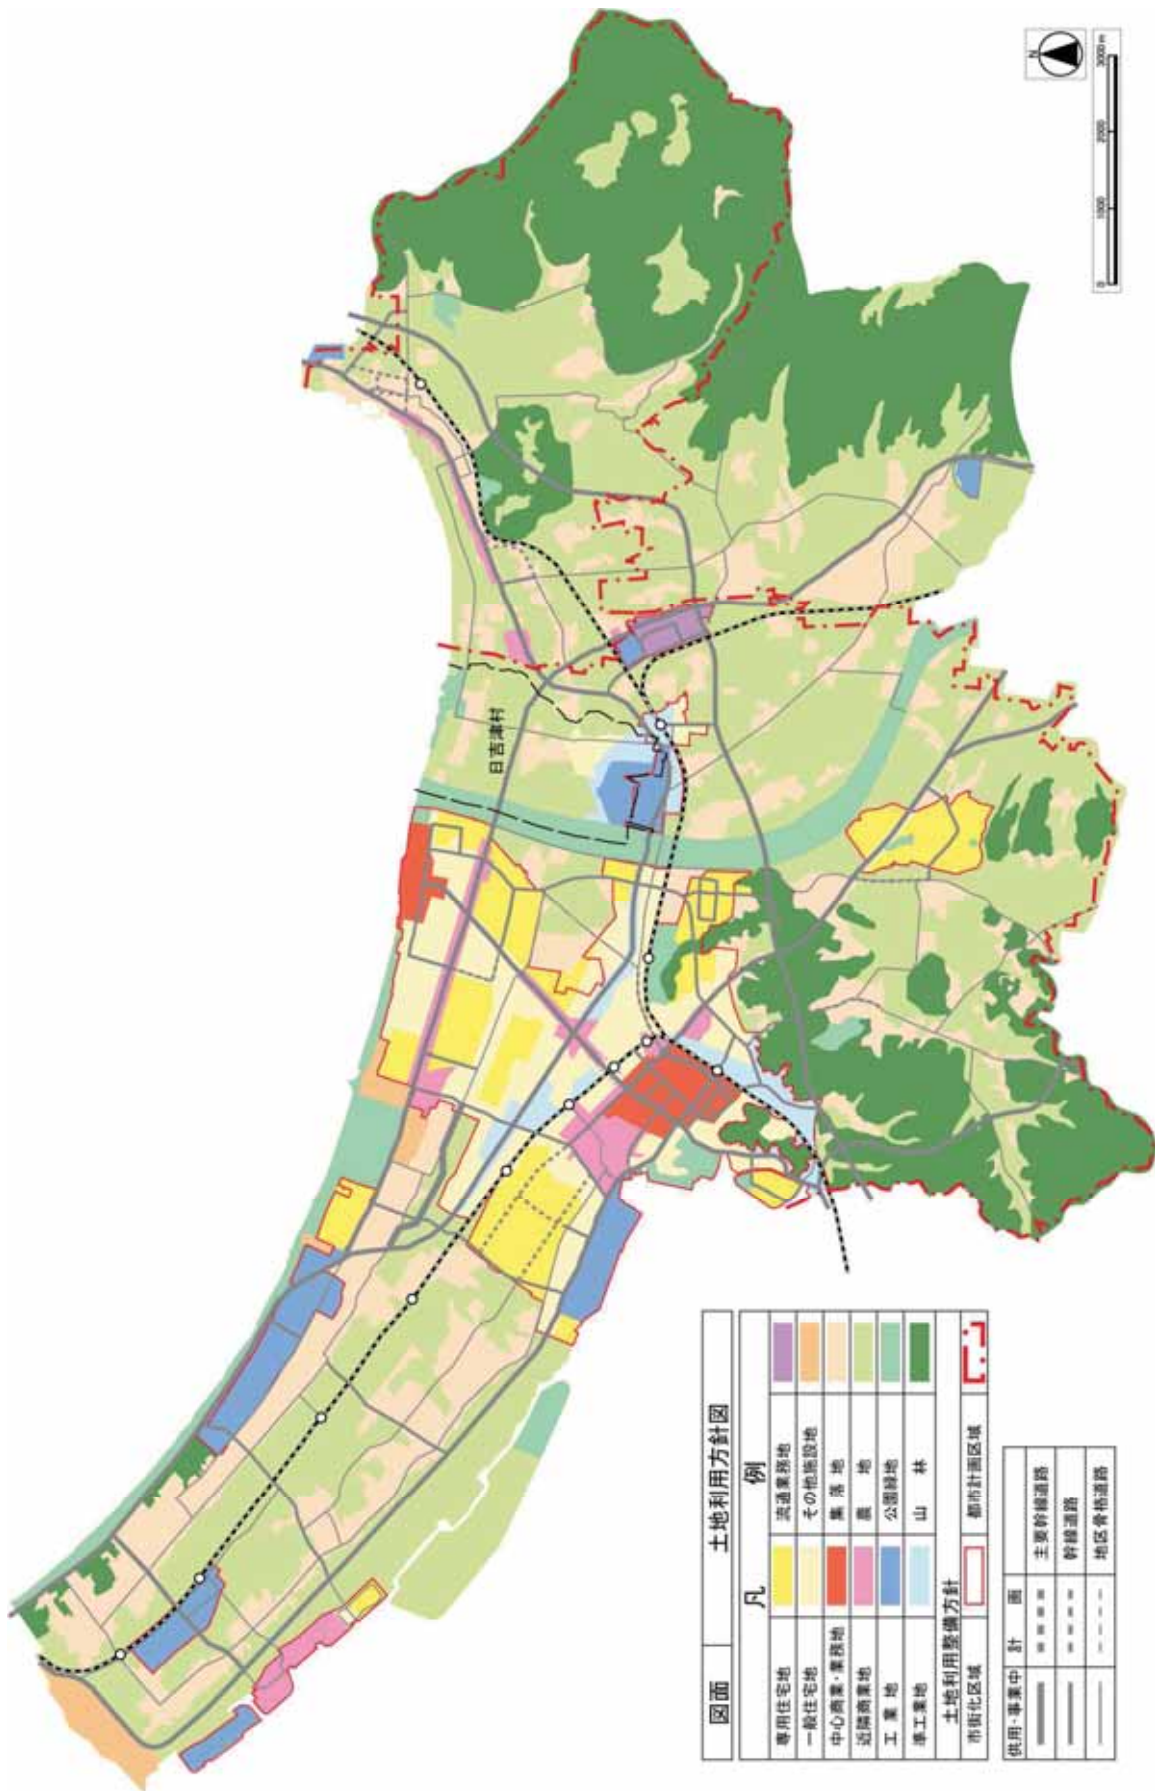 N
0 1000 2000 3000m
日吉津村
図面 土地利用方針図
凡 例
専用住宅地 流通業務地
一般住宅地 その他施設地
中心商業・業務地 集落地
近隣商業地 農地
工業地 公園緑地
準工業地 山林
土地利用整備方針
市街化区域 都市計画区域
供用・事業中 計画
主要幹線道路
幹線道路
地区骨格道路